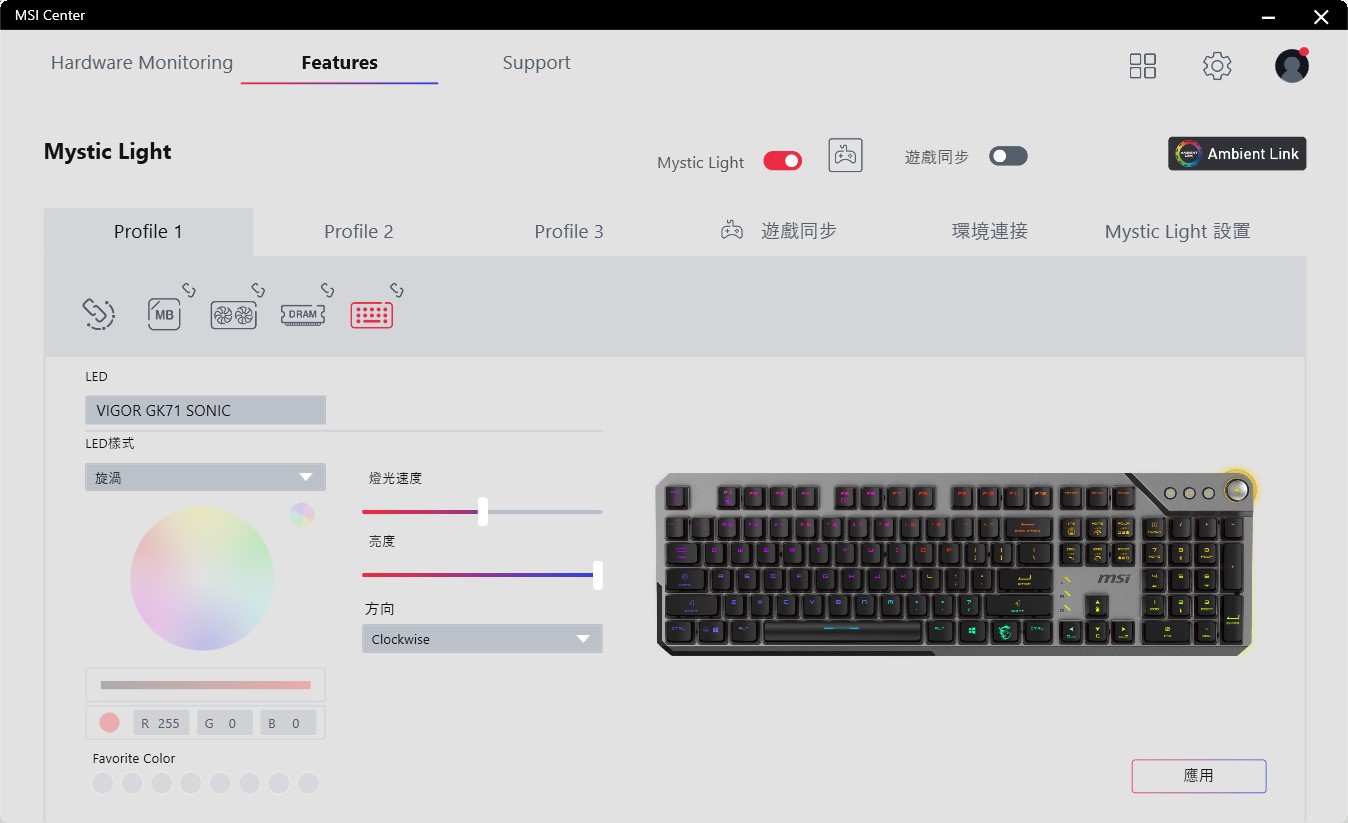 MSI Center
Hardware Monitoring
Features
Support
Mystic Light
Mystic Light
遊戲同步
Ambient Link
Profile 1
Profile 2
Profile 3
遊戲同步
環境連接
Mystic Light 設置
MB
DRAM
LED
VIGOR GK71 SONIC
LED樣式
旋渦
燈光速度
亮度
方向
Clockwise
R 255
G 0
B 0
Favorite Color
msi
應用